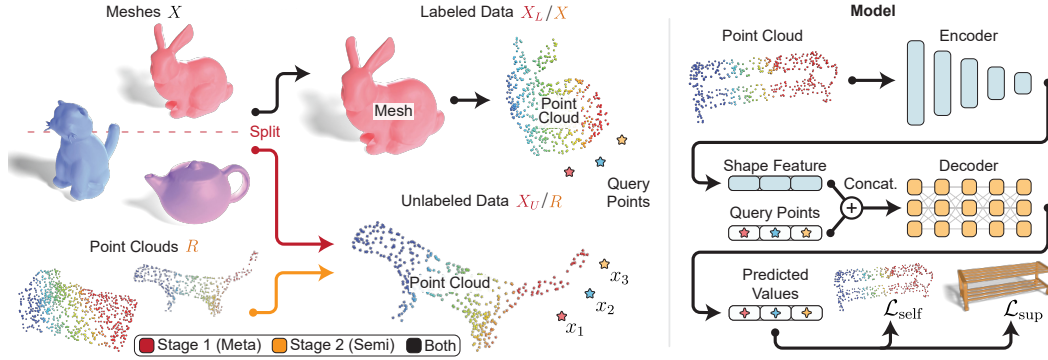 Meshes X
Labeled Data X_L/X
Split
Mesh
Point
Cloud
Query
Points
Unlabeled Data X_U/R
Point Clouds R
Point Cloud
x_1
x_2
x_3
Stage 1 (Meta)
Stage 2 (Semi)
Both
Model
Point Cloud
Encoder
Shape Feature
Concat.
Decoder
Query Points
+
Predicted
Values
L_self
L_sup